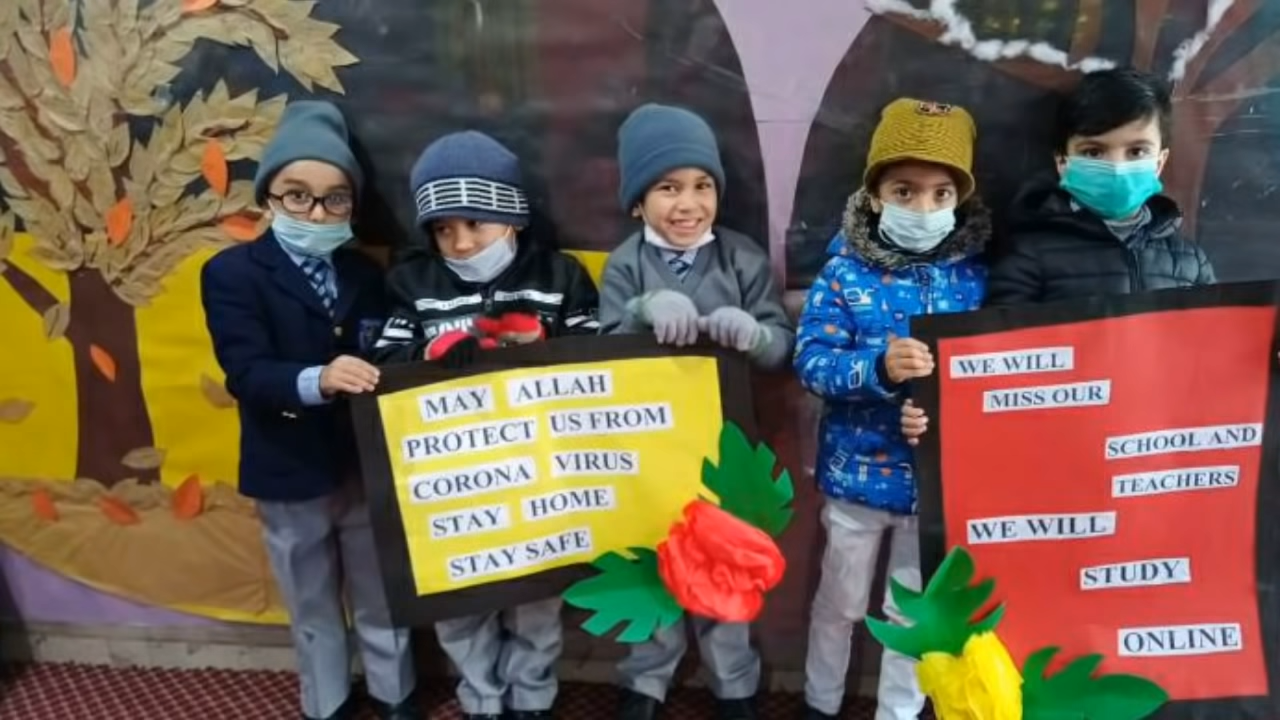 MAY ALLAH
PROTECT US FROM
CORONA VIRUS
STAY HOME
STAY SAFE
WE WILL
MISS OUR
SCHOOL AND
TEACHERS
WE WILL
STUDY
ONLINE